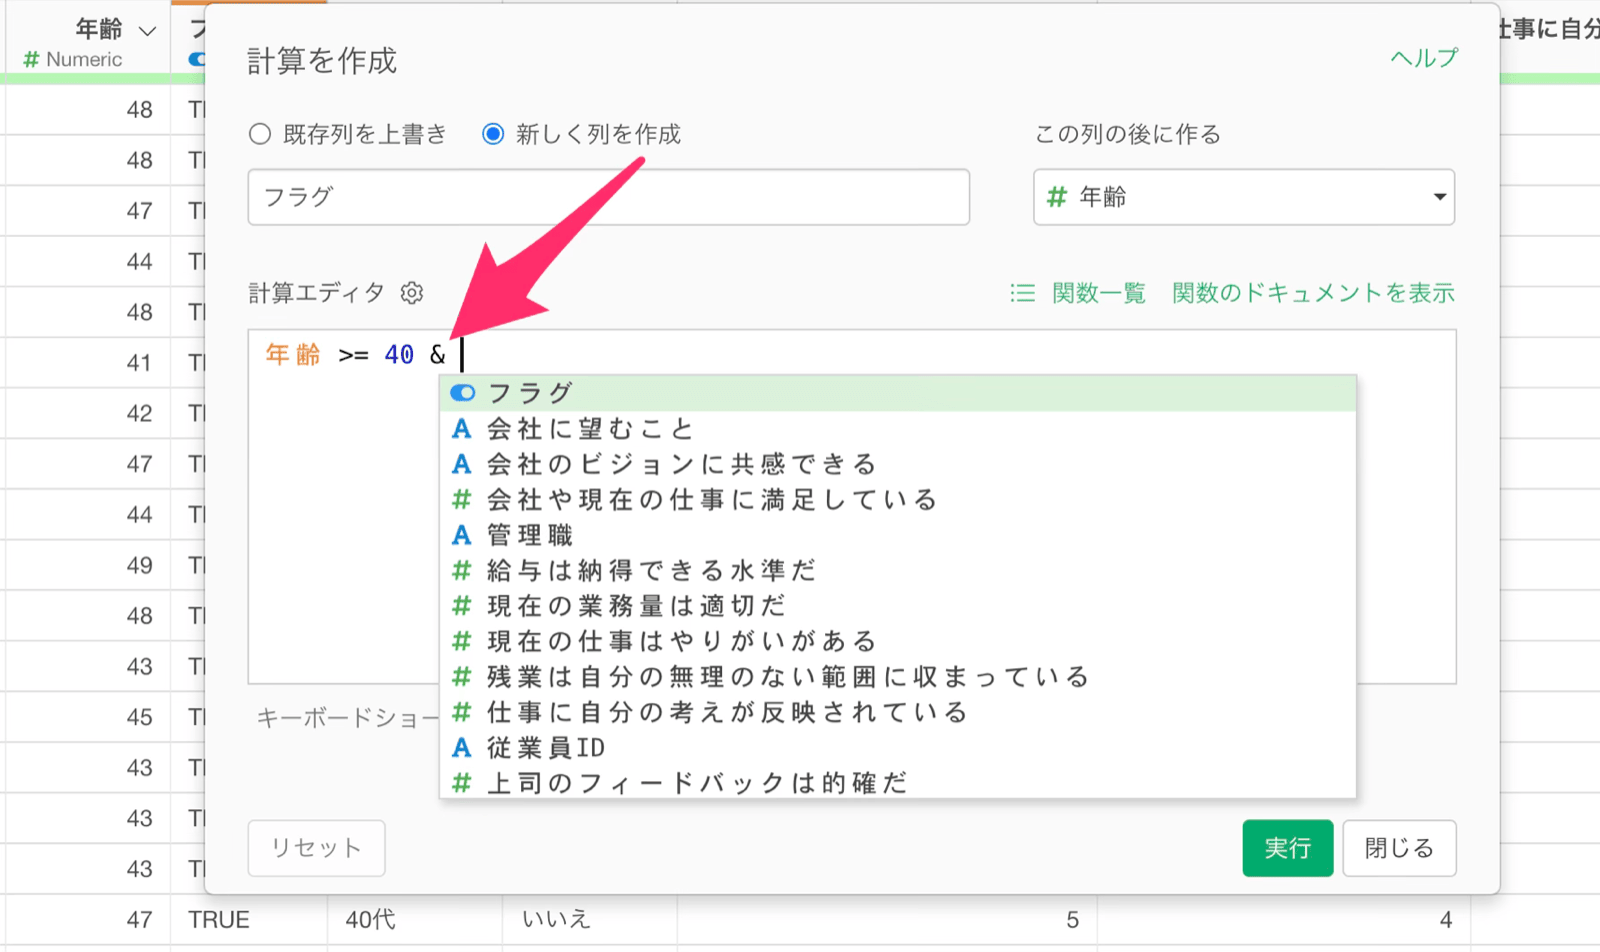 年齢
# Numeric
フ
仕事に自分
計算を作成
ヘルプ
既存列を上書き
新しく列を作成
この列の後に作る
フラグ
# 年齢
計算エディタ
関数一覧
関数のドキュメントを表示
年齢 >= 40 &
フラグ
A 会社に望むこと
A 会社のビジョンに共感できる
# 会社や現在の仕事に満足している
A 管理職
# 給与は納得できる水準だ
# 現在の業務量は適切だ
# 現在の仕事はやりがいがある
# 残業は自分の無理のない範囲に収まっている
# 仕事に自分の考えが反映されている
A 従業員ID
# 上司のフィードバックは的確だ
キーボードショー
リセット
実行
閉じる
48
48
47
44
48
41
42
47
44
49
48
43
45
43
43
43
47 TRUE 40代 いいえ 5 4